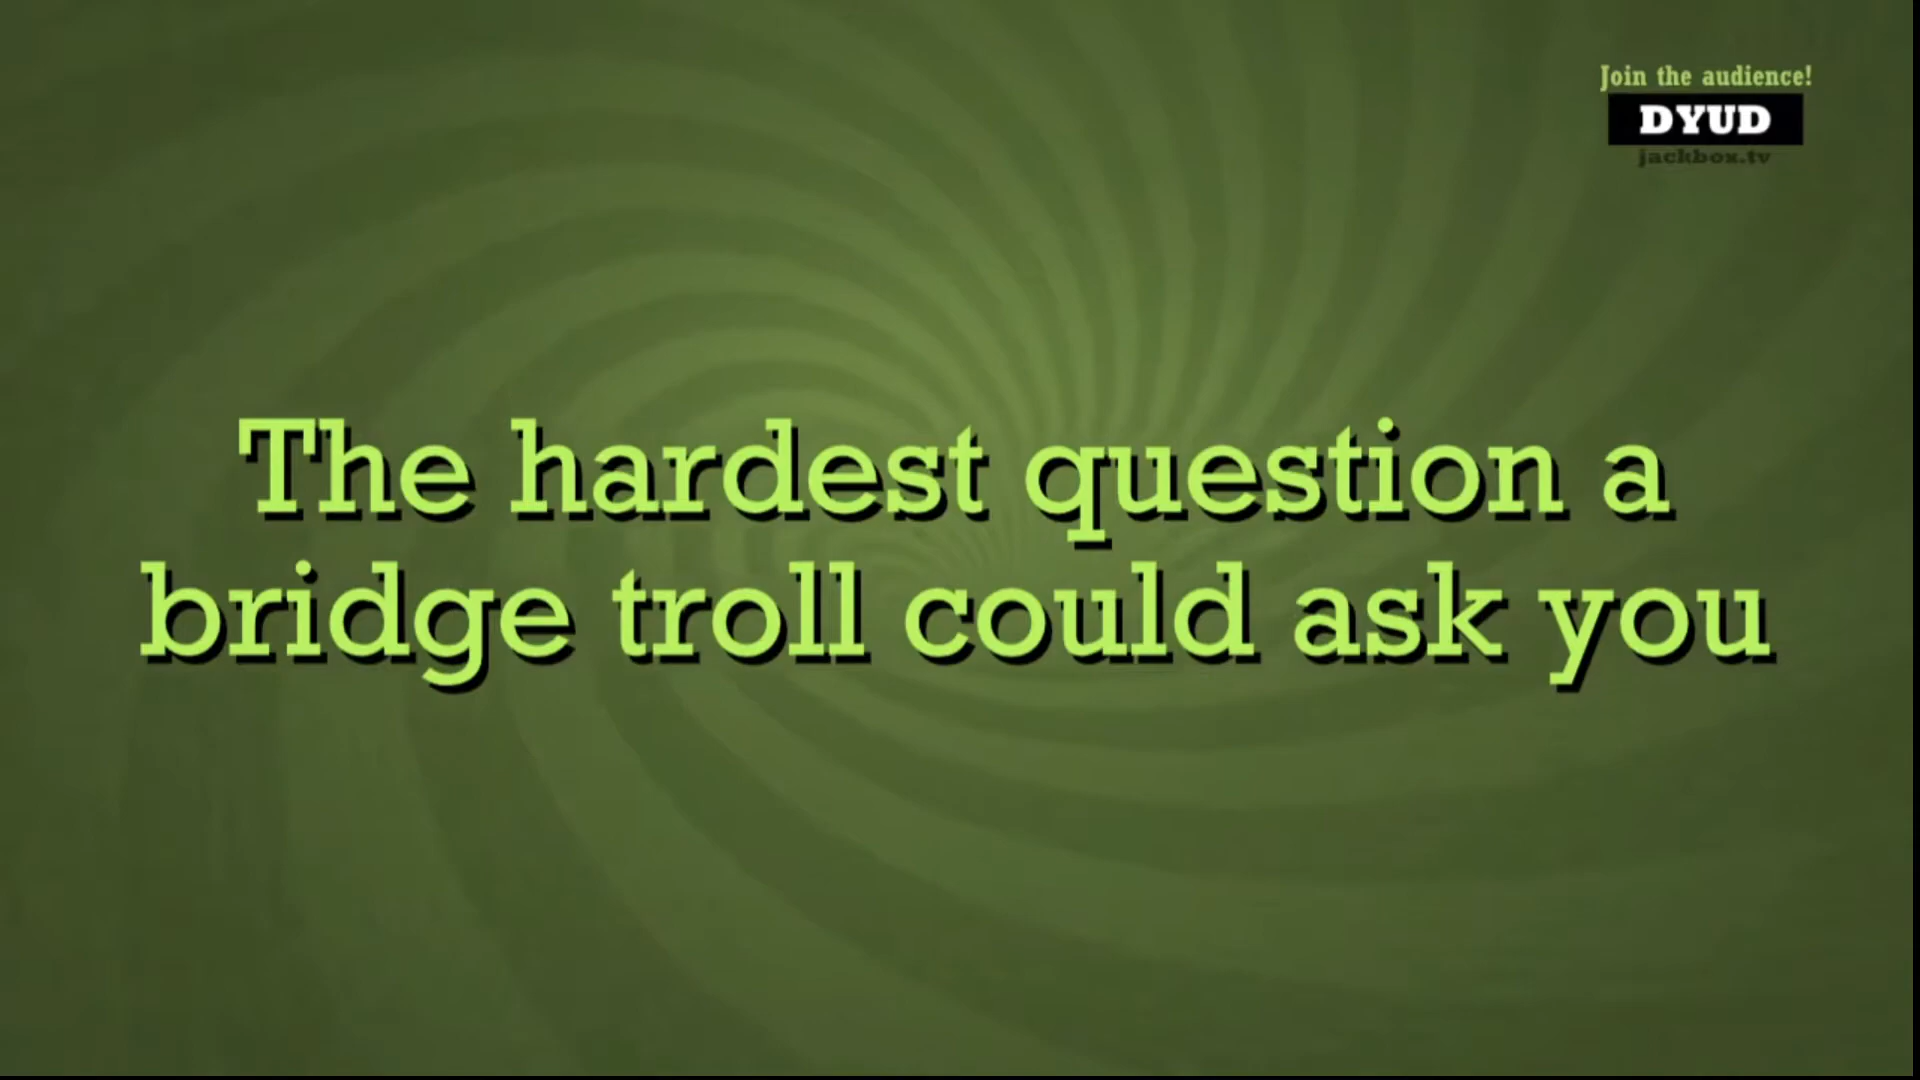 Join the audience!
DYUD
jackbox.tv
The hardest question a
bridge troll could ask you